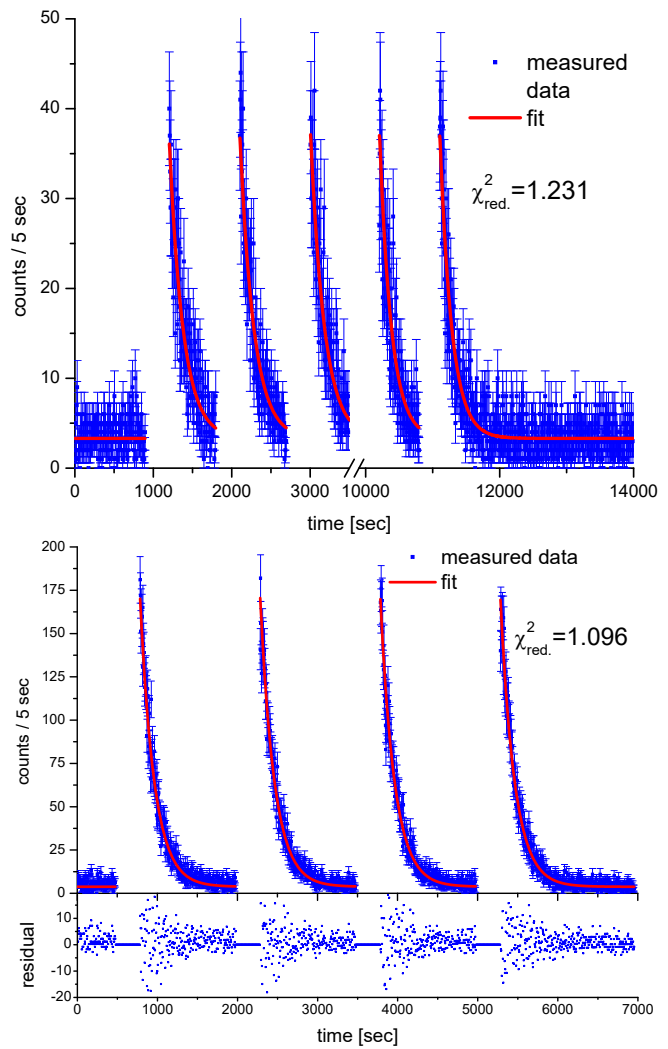 50
40
30
20
10
0
counts / 5 sec
measured
data
fit
χ²red.=1.231
0 1000 2000 3000 10000 12000 14000
time [sec]
200
175
150
125
100
75
50
25
0
counts / 5 sec
measured data
fit
χ²red.=1.096
10
0
-10
-20
residual
0 1000 2000 3000 4000 5000 6000 7000
time [sec]